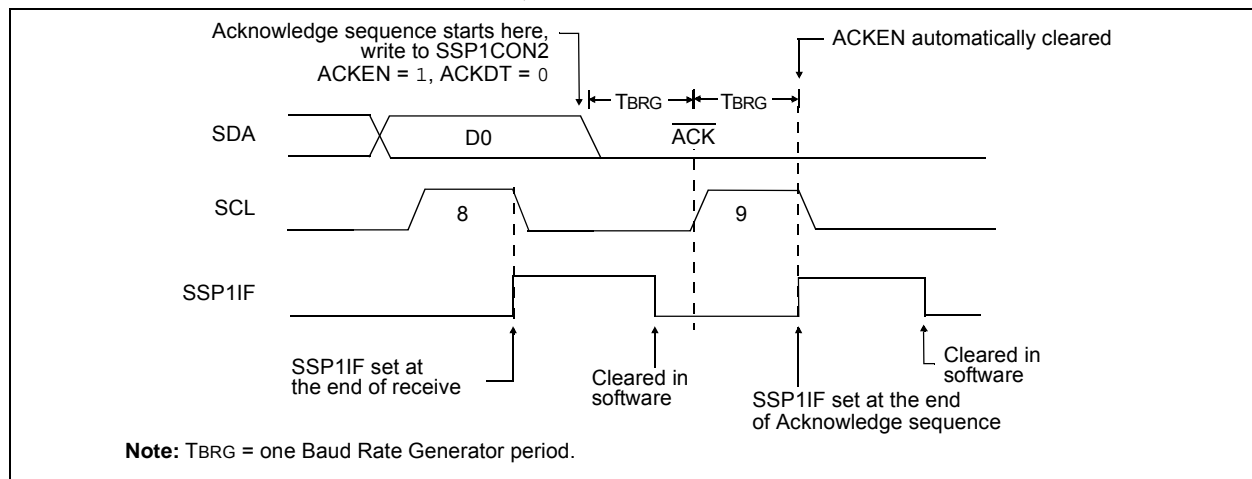 Acknowledge sequence starts here,
write to SSP1CON2
ACKEN = 1, ACKDT = 0
ACKEN automatically cleared
TBRG
TBRG
SDA
D0
ACK
SCL
8
9
SSP1IF
SSP1IF set at
the end of receive
Cleared in
software
SSP1IF set at the end
of Acknowledge sequence
Cleared in
software
Note: TBRG = one Baud Rate Generator period.